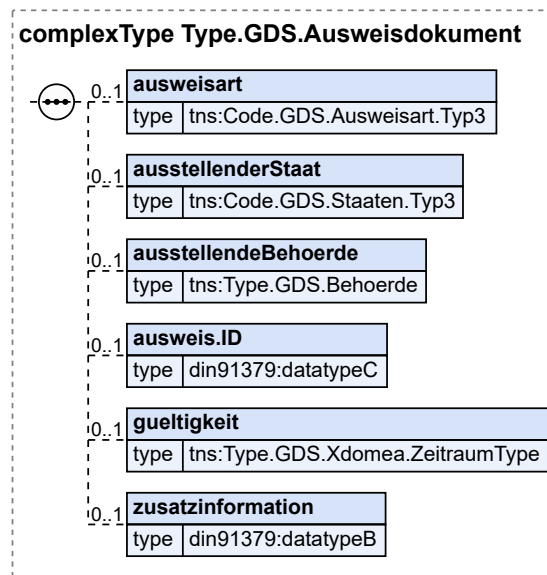 complexType Type.GDS.Ausweisdokument
0..1 ausweisart
type tns:Code.GDS.Ausweisart.Typ3
0..1 ausstellenderStaat
type tns:Code.GDS.Staaten.Typ3
0..1 ausstellendeBehoerde
type tns:Type.GDS.Behoerde
0..1 ausweis.ID
type din91379:datatypeC
0..1 gueltigkeit
type tns:Type.GDS.Xdomea.ZeitraumType
0..1 zusatzinformation
type din91379:datatypeB